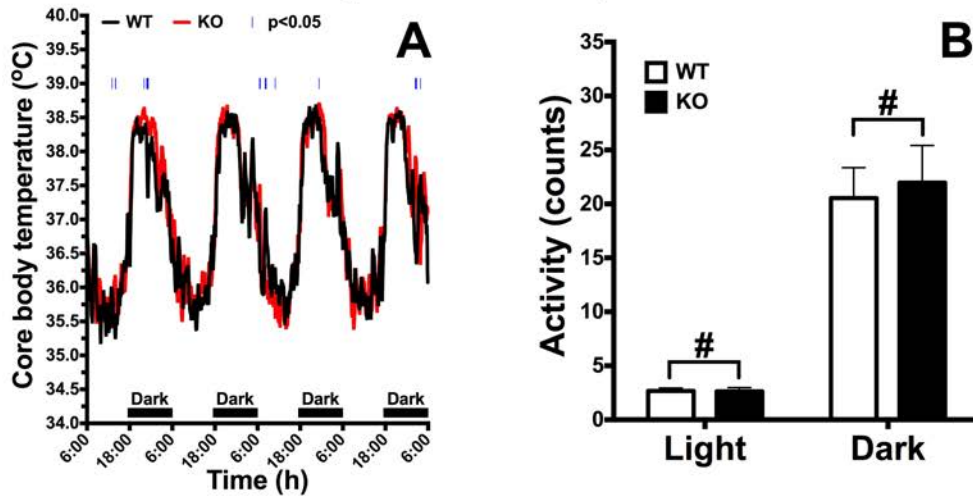 WT KO p<0.05
A
Core body temperature (ºC)
40.0
39.5
39.0
38.5
38.0
37.5
37.0
36.5
36.0
35.5
35.0
34.5
34.0
Dark Dark Dark Dark
6:00 18:00 6:00 18:00 6:00 18:00 6:00 18:00 6:00
Time (h)
B
WT
KO
Activity (counts)
35
30
25
20
15
10
5
0
#
#
Light Dark